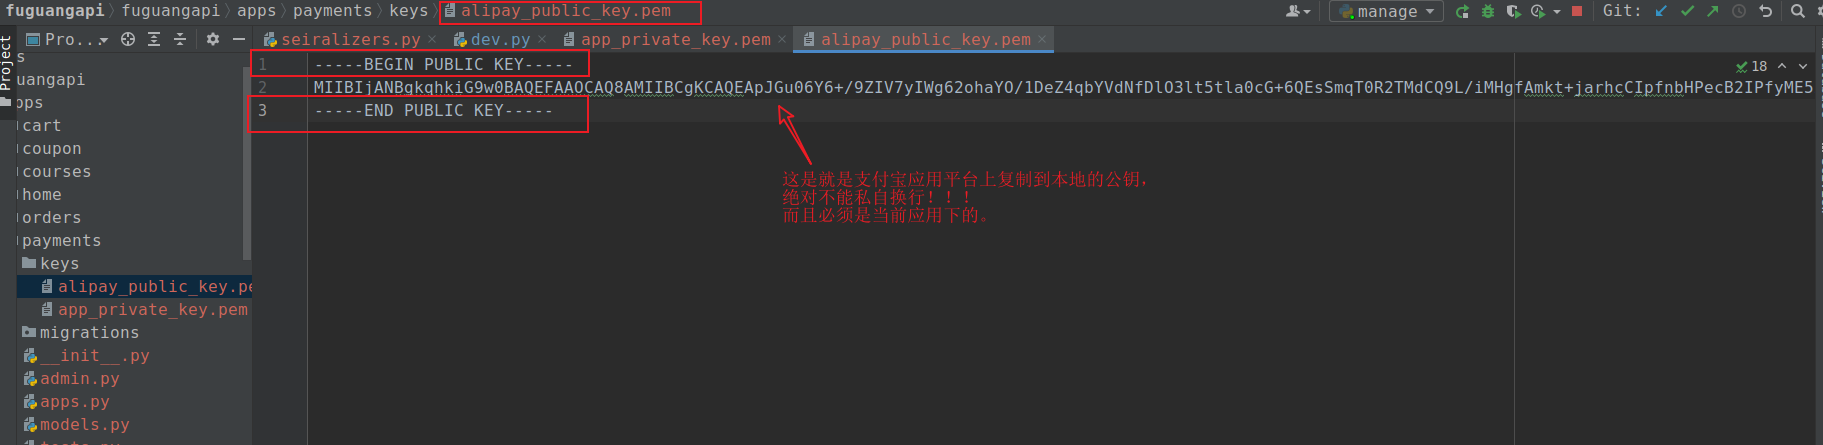 fuguangapi 〉 fuguangapi 〉 apps 〉 payments 〉 keys 〉 alipay_public_key.pem
manage
Git:
Project
Pro...
seiralizers.py
dev.py
app_private_key.pem
alipay_public_key.pem
s
uangapi
ops
cart
coupon
courses
home
orders
payments
keys
alipay_public_key.pe
app_private_key.pem
migrations
__init__.py
admin.py
apps.py
models.py
1 -----BEGIN PUBLIC KEY-----
18
2 MIIBIjANBgkqhkiG9w0BAQEFAAOCAQ8AMIIBCgKCAQEApJGu06Y6+/9ZIV7yIWg62ohaYO/1DeZ4qbYVdNfDlO3lt5tla0cG+6QEsSmqT0R2TMdCQ9L/iMHgfAmkt+jarhcCIpfnbHPecB2IPfyME5
3 -----END PUBLIC KEY-----
这是就是支付宝应用平台上复制到本地的公钥,
绝对不能私自换行！！！
而且必须是当前应用下的。